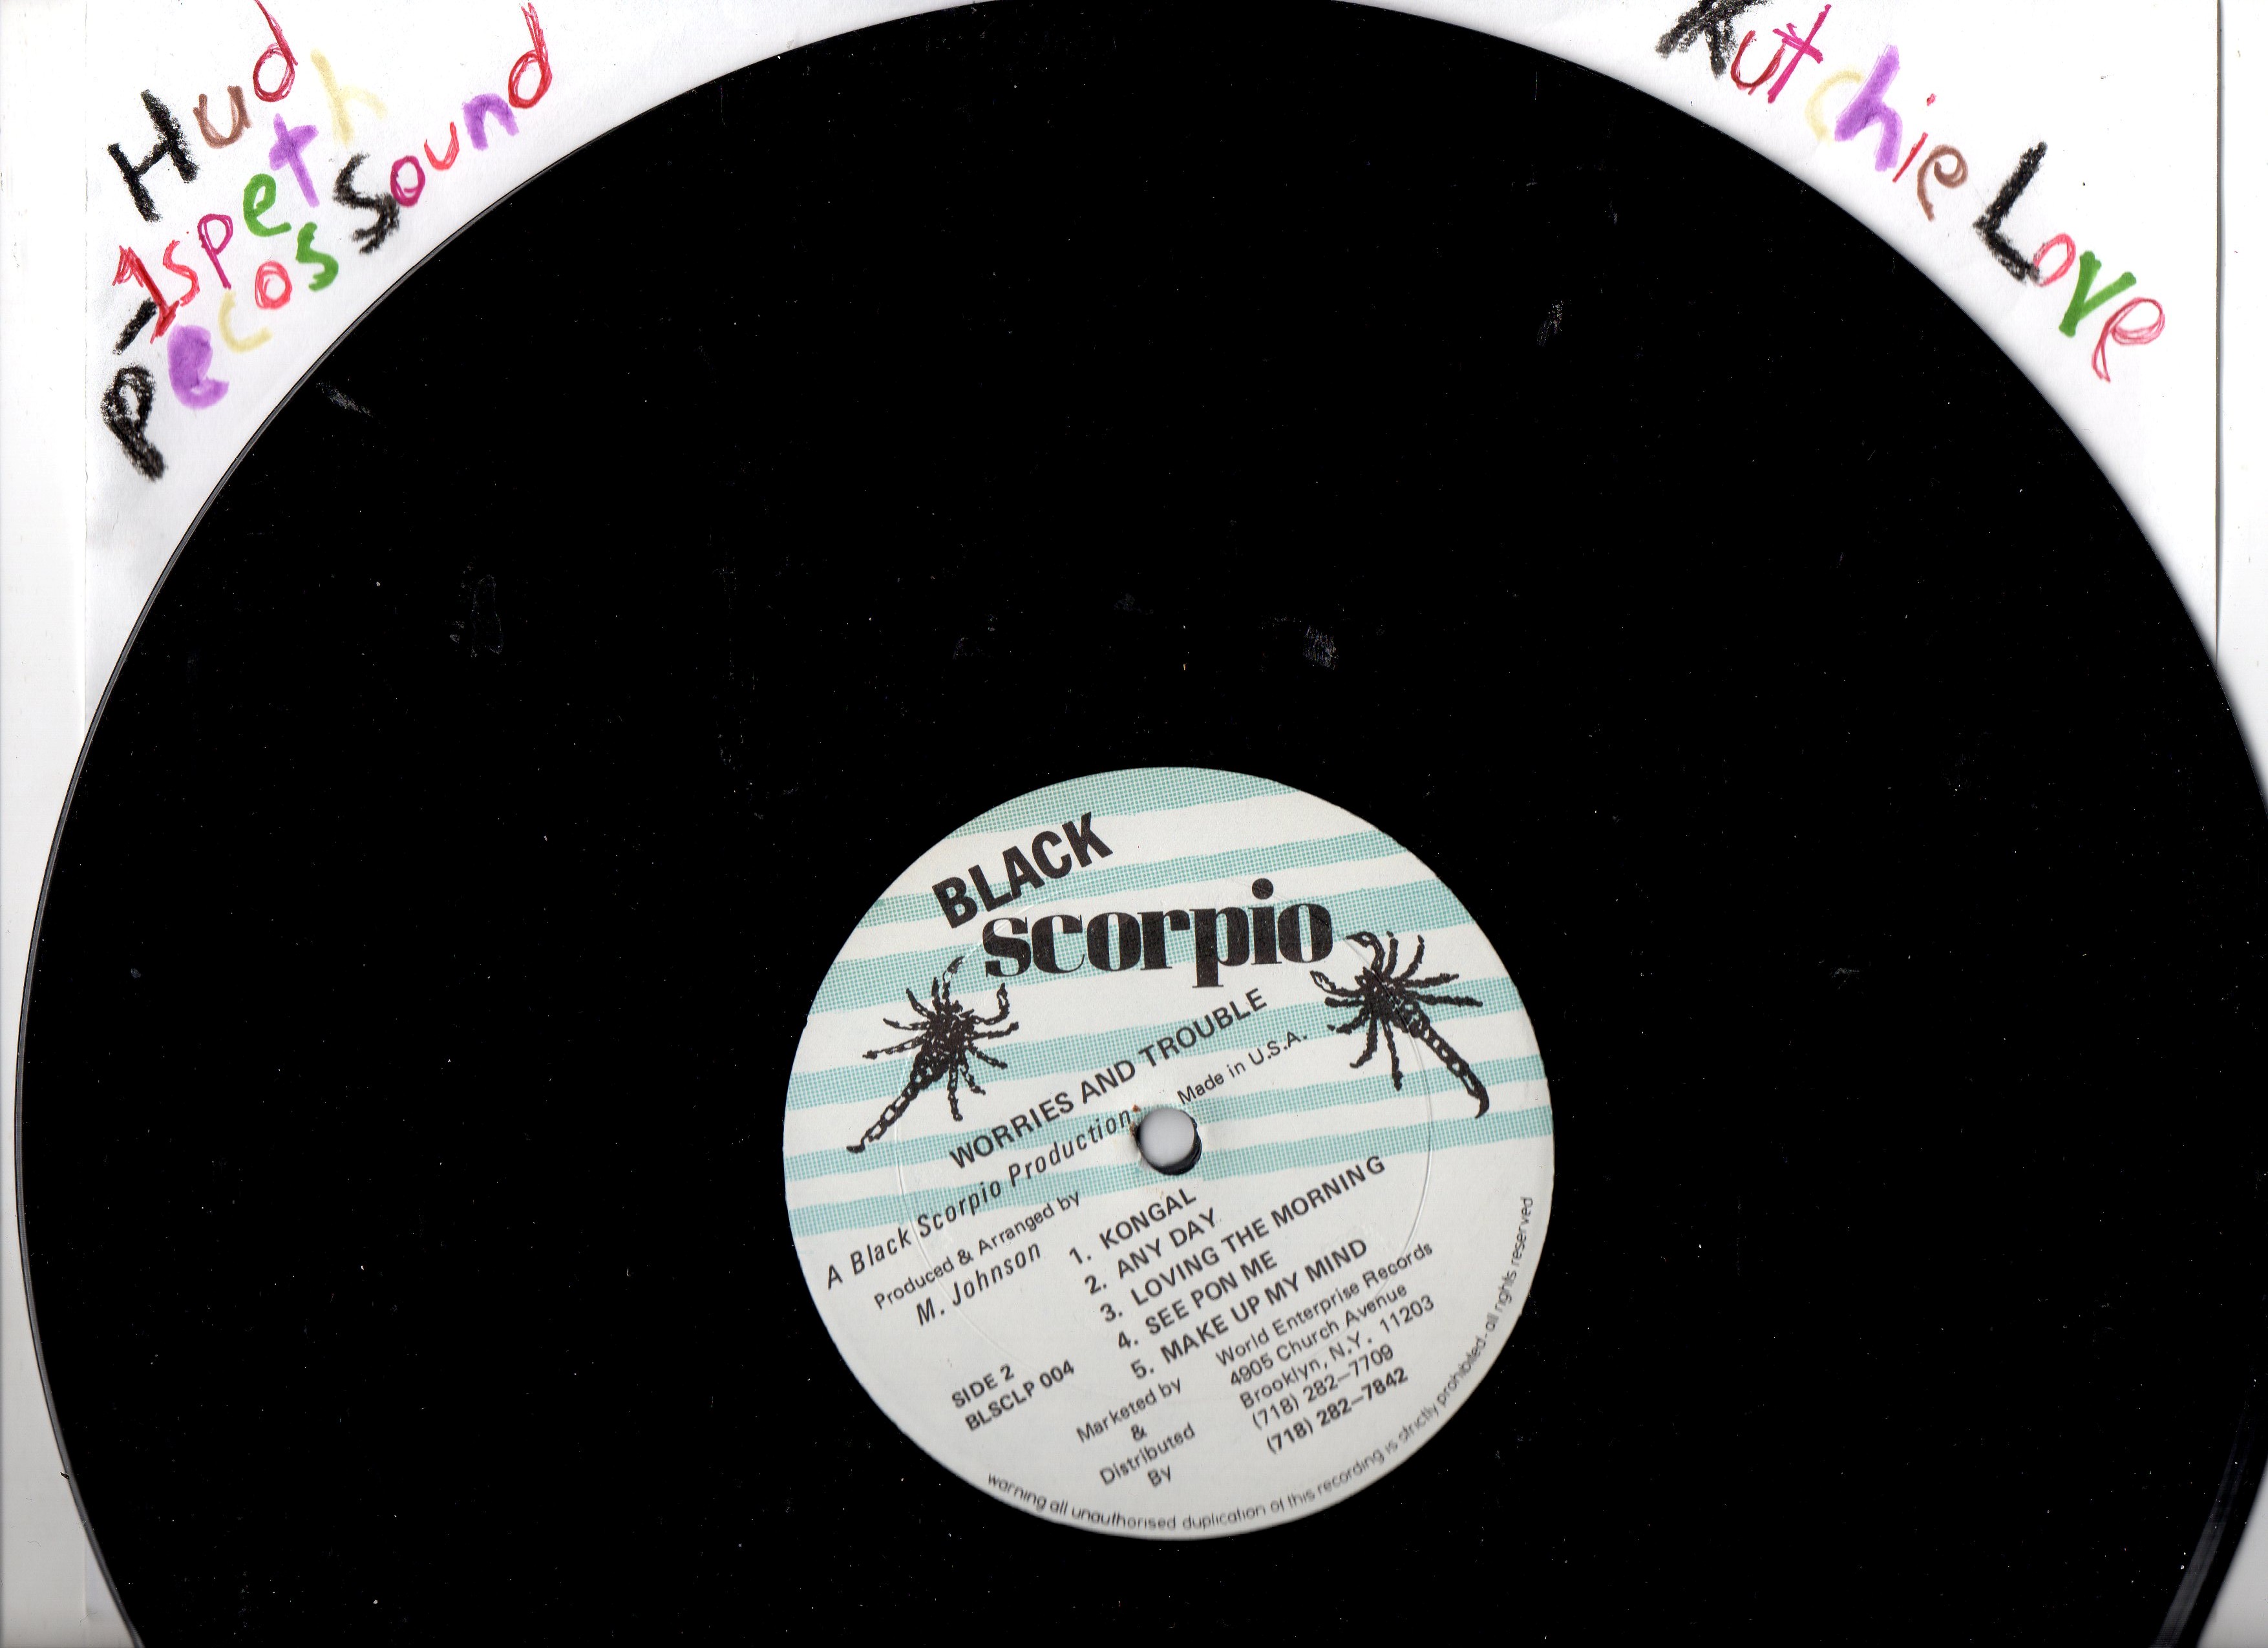 Hud
-1speth
Pecos Sound
Kutchie Love
BLACK
scorpio
WORRIES AND TROUBLE
A Black Scorpio Production
Made in U.S.A.
Produced & Arranged by
M. Johnson
1. KONGAL
2. ANY DAY
3. LOVING THE MORNING
4. SEE PON ME
5. MAKE UP MY MIND
SIDE 2
BLSCLP 004
Marketed by
&
Distributed
By
World Enterprise Records
4905 Church Avenue
Brooklyn, N.Y. 11203
(718) 282-7709
(718) 282-7842
warning all unauthorised duplication of this recording is strictly prohibited - all rights reserved